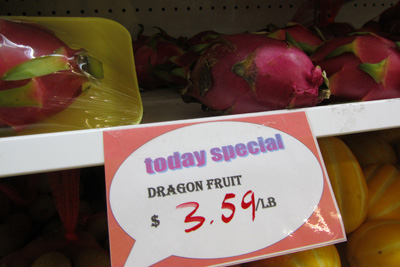 today special
DRAGON FRUIT
$ 3.59/LB